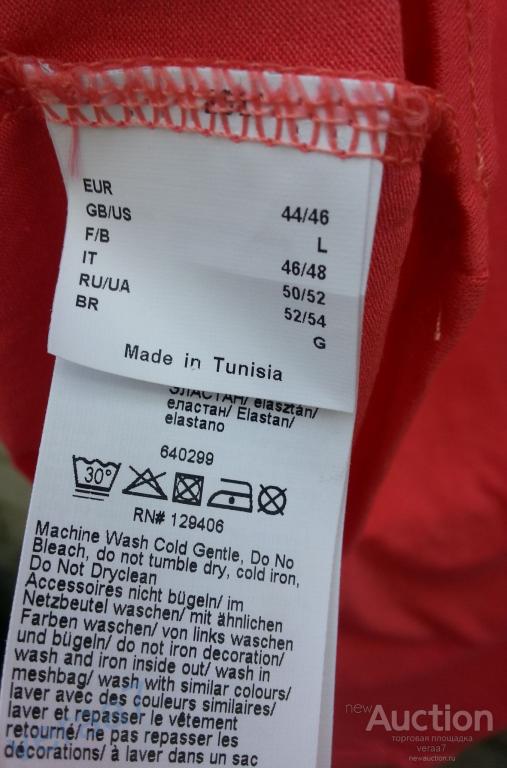 EUR 44/46
GB/US L
F/B 46/48
IT 50/52
RU/UA 52/54
BR G
Made in Tunisia
ЭЛАСТАН/ elasztán/
еластан/ Elastan/
elastano
640299
30°
RN# 129406
Machine Wash Cold Gentle, Do No
Bleach, do not tumble dry, cold iron,
Do Not Dryclean
Accessoires nicht bügeln/ im
Netzbeutel waschen/ mit ähnlichen
Farben waschen/ von links waschen
und bügeln/ do not iron decoration/
wash and iron inside out/ wash in
meshbag/ wash with similar colours/
laver avec des couleurs similaires/
laver et repasser le vêtement
retourné/ ne pas repasser les
décorations/ à laver dans un sac
newAuction
торговая площадка
veraa7
newauction.ru